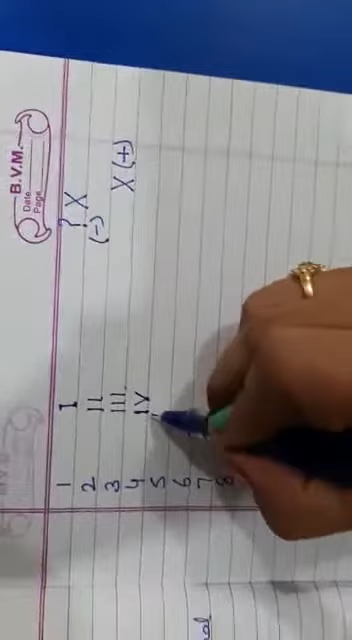 B.V.M.
Date
Page
? X
1 I
(-)
2 II
X (+)
3 III
4 IV
5
6
7
8